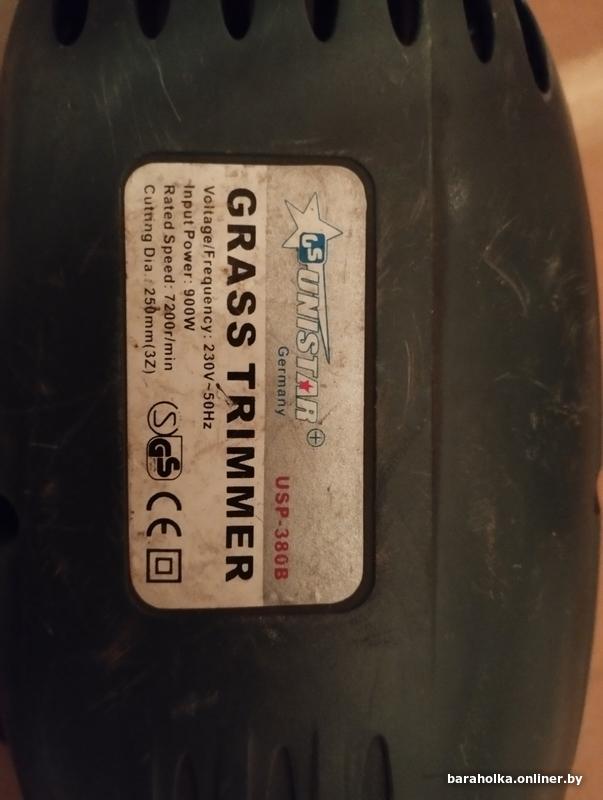 GS UNISTAR
Germany
USP-380B
GRASS TRIMMER
Voltage/Frequency: 230V~50Hz
Input Power: 900W
Rated Speed: 7200r/min
Cutting Dia.: 250mm(3Z)
S GS CE
baraholka.onliner.by